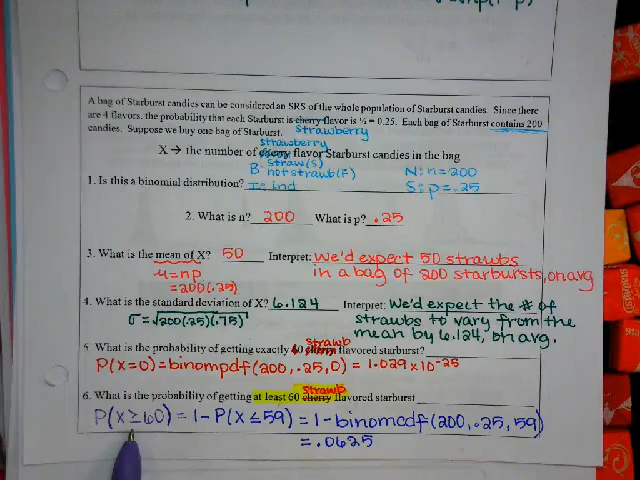 A bag of Starburst candies can be considered an SRS of the whole population of Starburst candies. Since there
are 4 flavors, the probability that each Starburst is cherry flavor is ¼ = 0.25. Each bag of Starburst contains 200
candies. Suppose we buy one bag of Starburst. strawberry
strawberry
X → the number of cherry flavor Starburst candies in the bag
B: straw(S)
not strawb(F) N: n=200
1. Is this a binomial distribution? I: ind S: p=.25
2. What is n? 200 What is p? .25
3. What is the mean of X? 50 Interpret: We'd expect 50 strawbs
μ=np in a bag of 200 starbursts, on avg
=200(.25)
4. What is the standard deviation of X? 6.124 Interpret: We'd expect the # of
σ=√200(.25)(.75) strawbs to vary from the
mean by 6.124, on avg.
strawb
5. What is the probability of getting exactly 0 cherry flavored starburst?
P(X=0)=binompdf(200,.25,0) = 1.029×10⁻²⁵
strawb
6. What is the probability of getting at least 60 cherry flavored starburst
P(X≥60) = 1-P(X≤59) = 1-binomcdf(200,.25,59)
= .0625